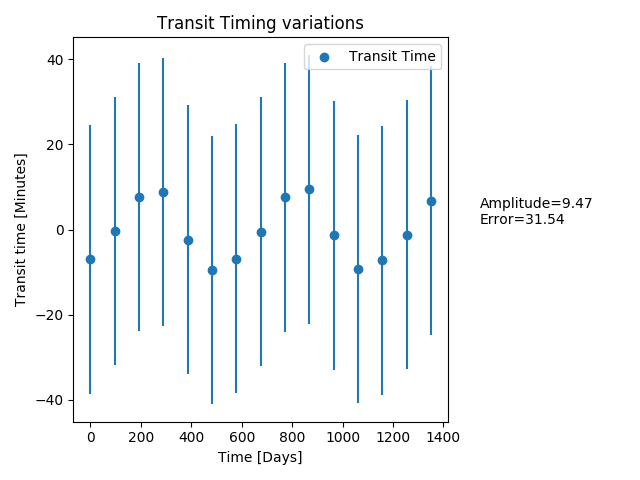 Transit Timing variations
Transit Time
40
20
0
−20
−40
Transit time [Minutes]
Amplitude=9.47
Error=31.54
0 200 400 600 800 1000 1200 1400
Time [Days]